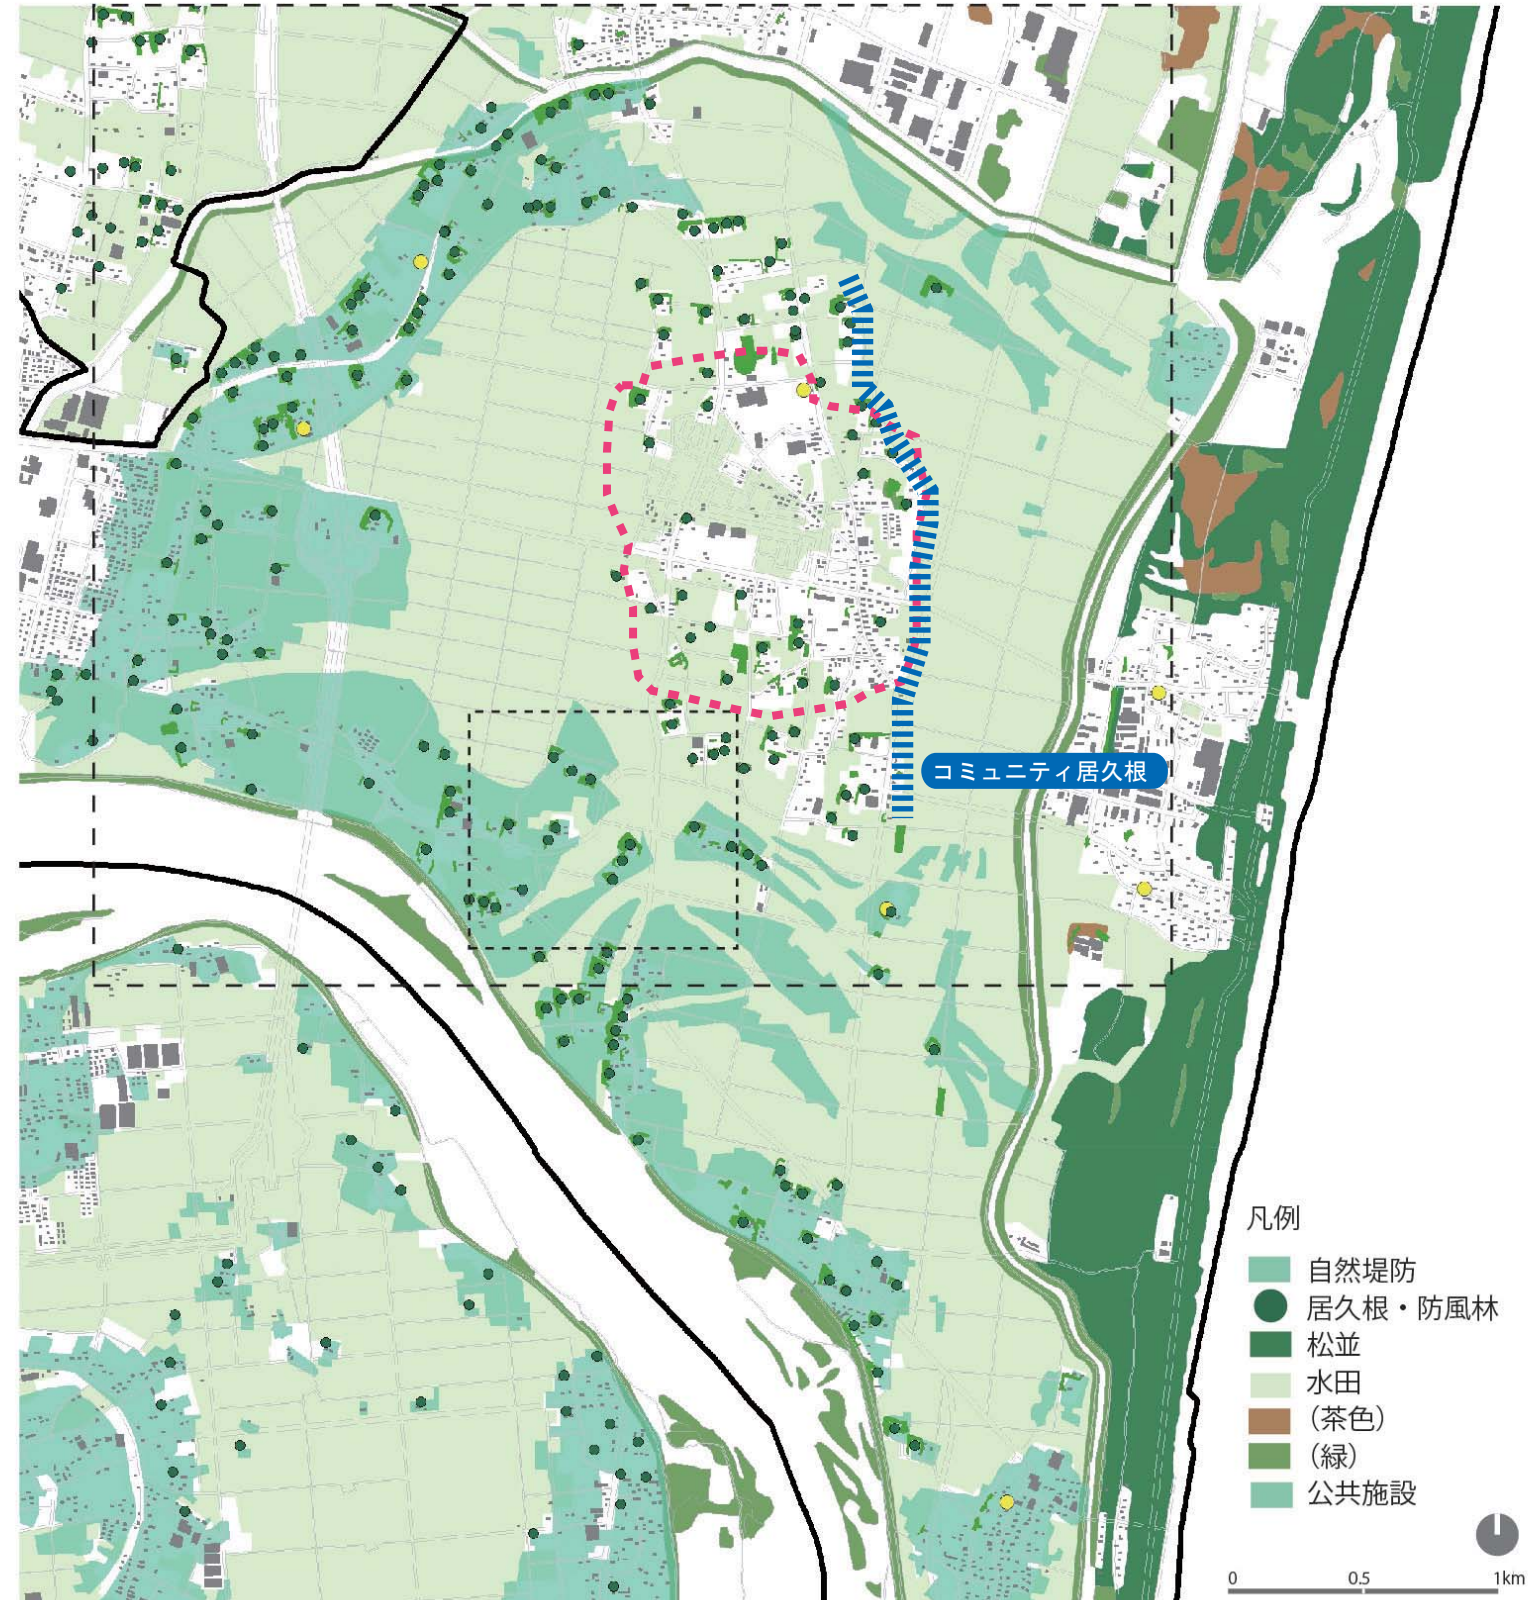 コミュニティ居久根
凡例
自然堤防
居久根・防風林
松並
水田
（茶色）
（緑）
公共施設
0 0.5 1km